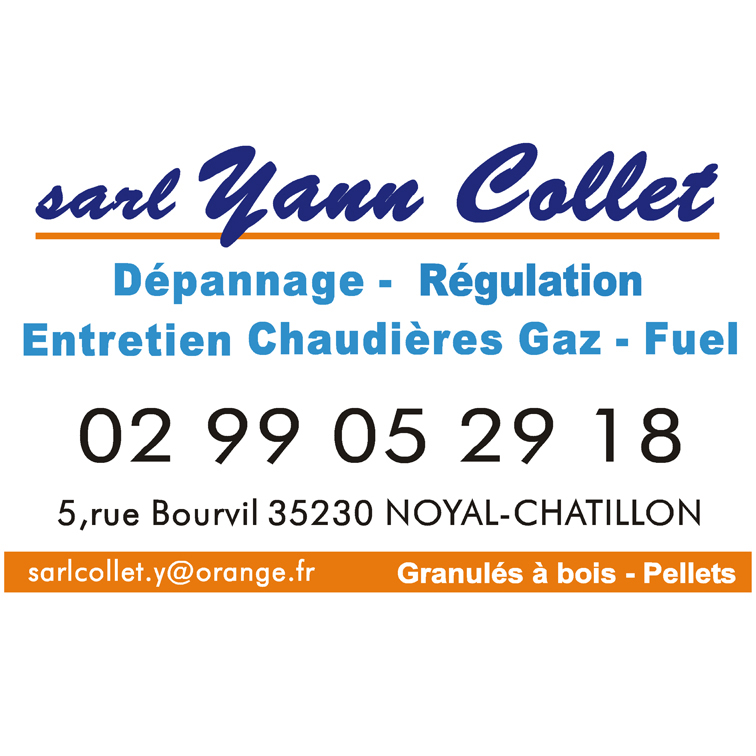 sarl Yann Collet
Dépannage - Régulation
Entretien Chaudières Gaz - Fuel
02 99 05 29 18
5,rue Bourvil 35230 NOYAL-CHATILLON
sarlcollet.y@orange.fr Granulés à bois - Pellets